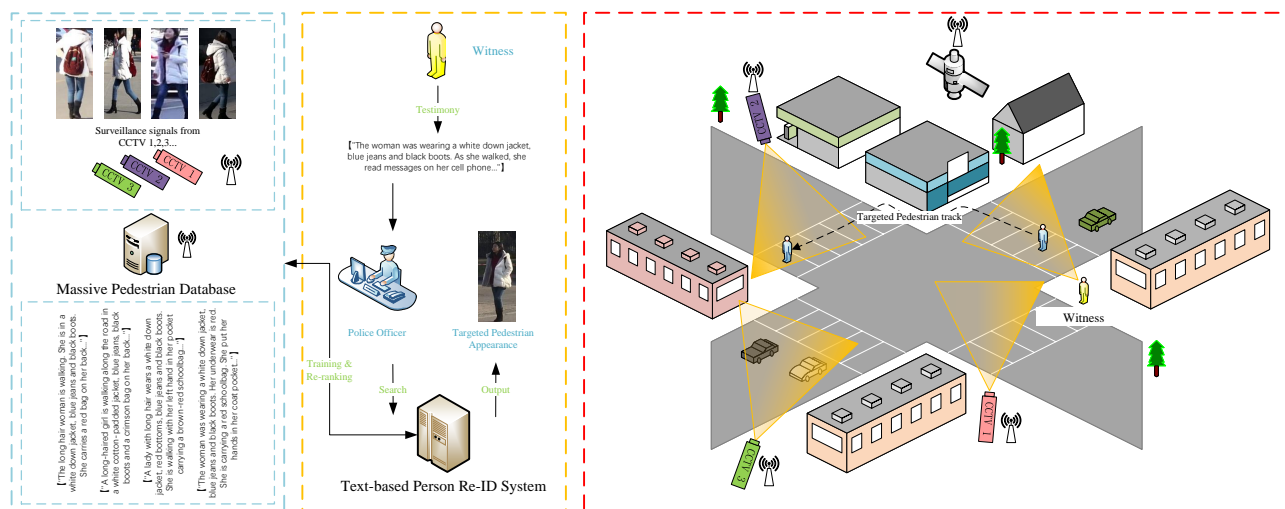 Surveillance signals from
CCTV 1,2,3...
CCTV 1
CCTV 2
CCTV 3
Massive Pedestrian Database
【"The long hair woman is walking. She is in a
white down jacket, blue jeans and black boots.
She carries a red bag on her back..."】
【"A long-haired girl is walking along the road in
a white cotton-padded jacket, blue jeans, black
boots and a crimson bag on her back..."】
【"A lady with long hair wears a white down
jacket, red bottoms, blue jeans and black boots.
She is walking with her left hand in her pocket
carrying a brown-red schoolbag..."】
【"The woman was wearing a white down jacket,
blue jeans and black boots. Her underwear is red.
She is carrying a red schoolbag. She put her
hands in her coat pocket..."】
Witness
Testimony
【"The woman was wearing a white down jacket,
blue jeans and black boots. As she walked, she
read messages on her cell phone..."】
Police Officer
Targeted Pedestrian
Appearance
Training &
Re-ranking
Search
Output
Text-based Person Re-ID System
CCTV 2
Targeted Pedestrian track
Witness
CCTV 1
CCTV 3